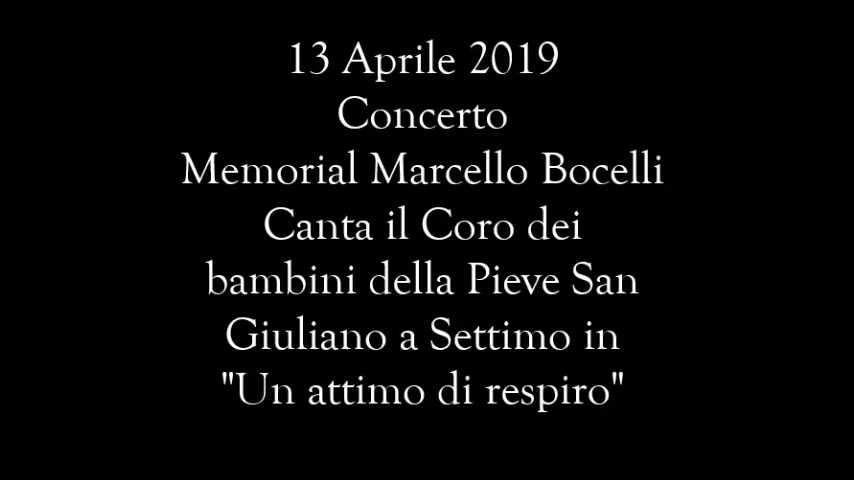 13 Aprile 2019
Concerto
Memorial Marcello Bocelli
Canta il Coro dei
bambini della Pieve San
Giuliano a Settimo in
"Un attimo di respiro"